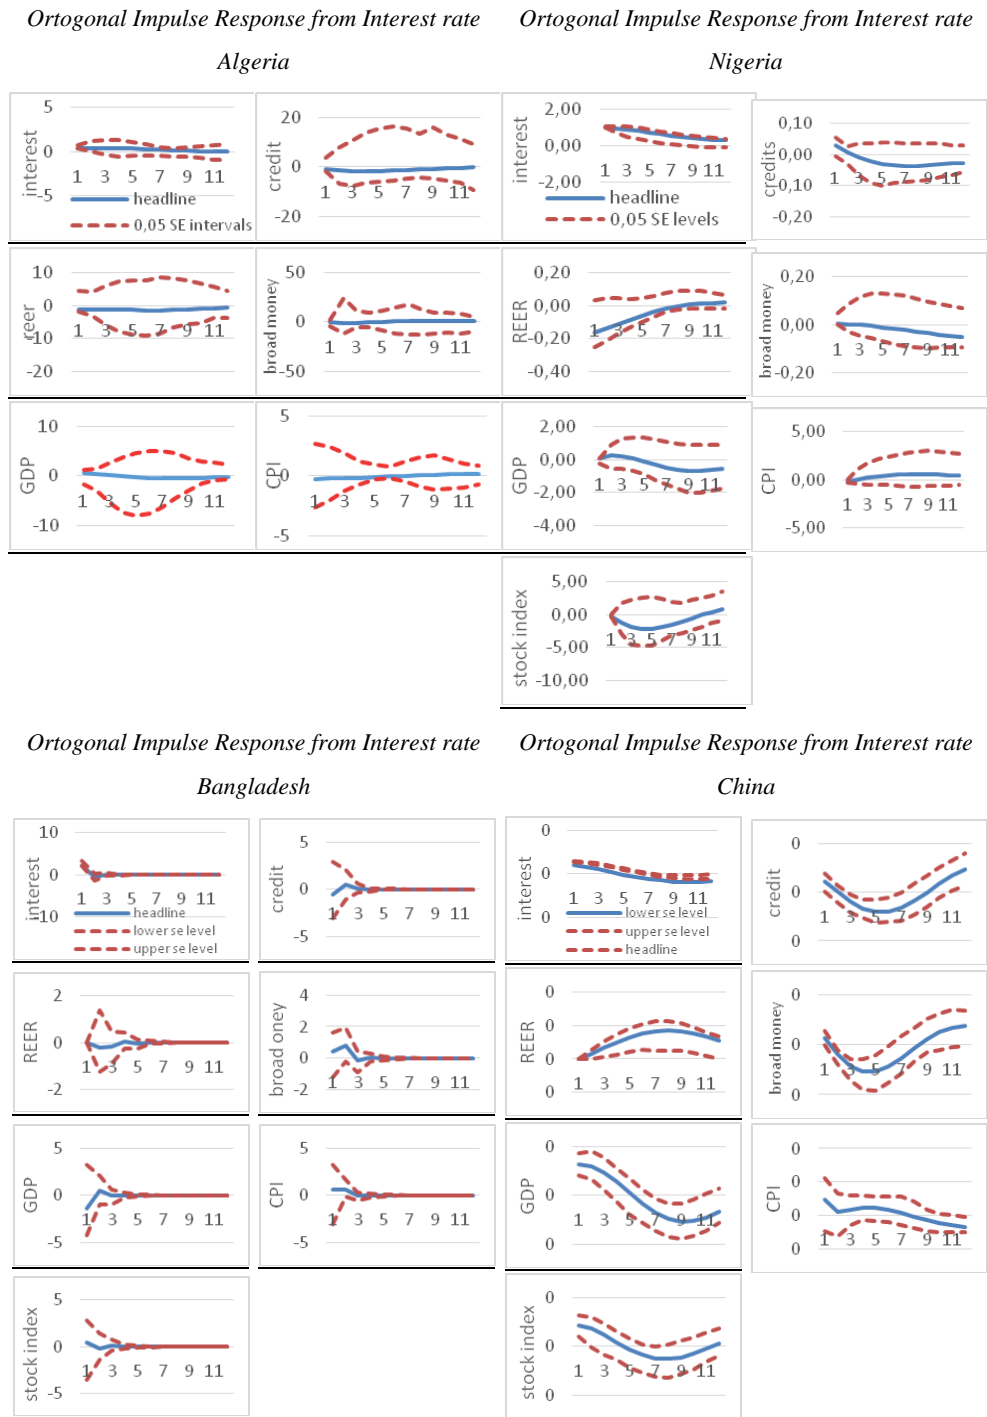 Ortogonal Impulse Response from Interest rate
Algeria
Ortogonal Impulse Response from Interest rate
Nigeria
interest
5
0
-5
1 3 5 7 9 11
headline
0,05 SE intervals
credit
20
0
-20
1 3 5 7 9 11
interest
2,00
0,00
-2,00
1 3 5 7 9 11
headline
0,05 SE levels
credits
0,10
0,00
-0,10
-0,20
1 3 5 7 9 11
reer
10
0
-10
-20
1 3 5 7 9 11
broad money
50
0
-50
1 3 5 7 9 11
REER
0,20
0,00
-0,20
-0,40
1 3 5 7 9 11
broad money
0,20
0,00
-0,20
1 3 5 7 9 11
GDP
10
0
-10
1 3 5 7 9 11
CPI
5
0
-5
1 3 5 7 9 11
GDP
2,00
0,00
-2,00
-4,00
1 3 5 7 9 11
CPI
5,00
0,00
-5,00
1 3 5 7 9 11
stock index
5,00
0,00
-5,00
-10,00
1 3 5 7 9 11
Ortogonal Impulse Response from Interest rate
Bangladesh
Ortogonal Impulse Response from Interest rate
China
interest
10
0
-10
1 3 5 7 9 11
headline
lower se level
upper se level
credit
5
0
-5
1 3 5 7 9 11
interest
0
0
0
1 3 5 7 9 11
lower se level
upper se level
headline
credit
0
0
0
1 3 5 7 9 11
REER
2
0
-2
1 3 5 7 9 11
broad oney
4
2
0
-2
1 3 5 7 9 11
REER
0
0
0
0
1 3 5 7 9 11
broad money
0
0
0
1 3 5 7 9 11
GDP
5
0
-5
1 3 5 7 9 11
CPI
5
0
-5
1 3 5 7 9 11
GDP
0
0
0
1 3 5 7 9 11
CPI
0
0
0
0
1 3 5 7 9 11
stock index
5
0
-5
1 3 5 7 9 11
stock index
0
0
0
1 3 5 7 9 11